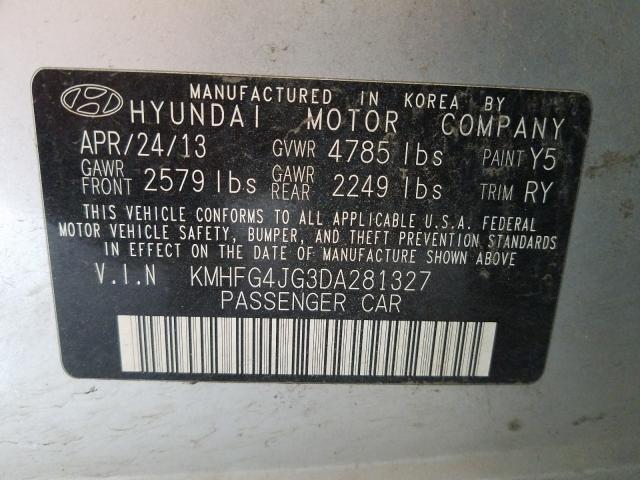 MANUFACTURED IN KOREA BY
HYUNDAI MOTOR COMPANY
APR/24/13 GVWR 4785 lbs PAINT Y5
GAWR FRONT 2579 lbs GAWR REAR 2249 lbs TRIM RY
THIS VEHICLE CONFORMS TO ALL APPLICABLE U.S.A. FEDERAL
MOTOR VEHICLE SAFETY, BUMPER, AND THEFT PREVENTION STANDARDS
IN EFFECT ON THE DATE OF MANUFACTURE SHOWN ABOVE
V.I.N KMHFG4JG3DA281327
PASSENGER CAR